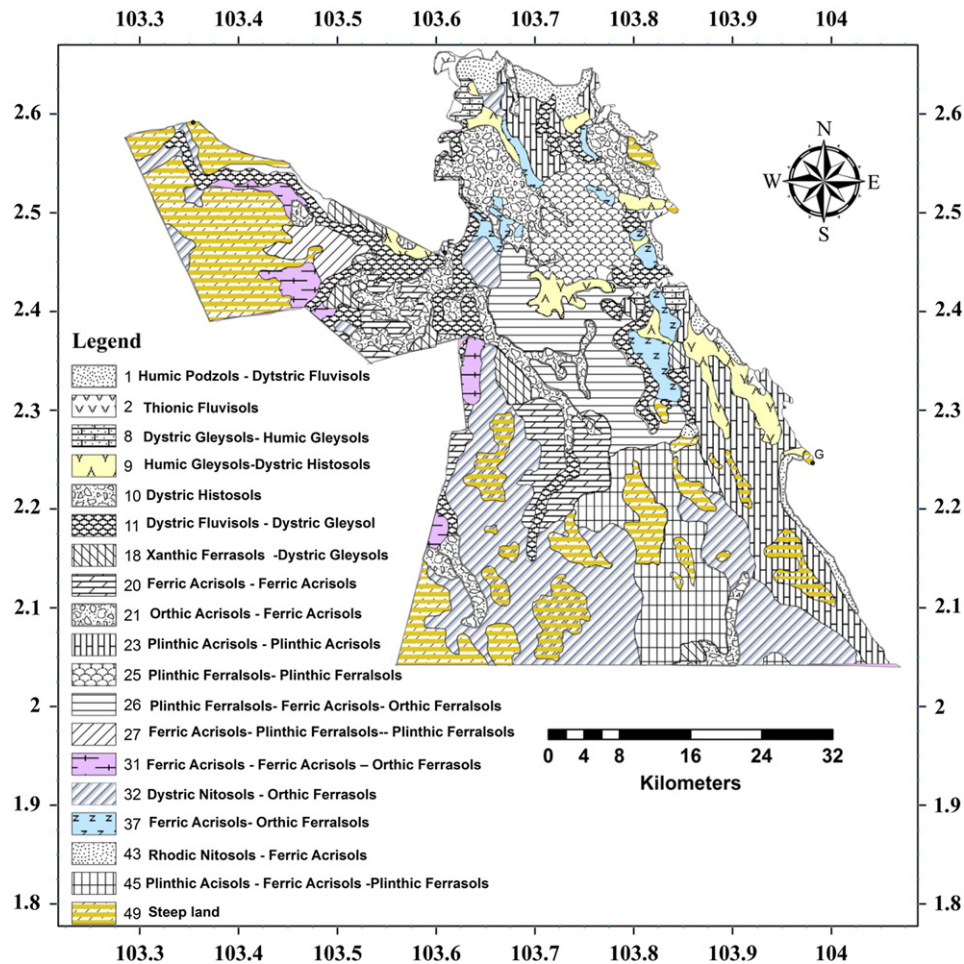 103.3 103.4 103.5 103.6 103.7 103.8 103.9 104
2.6 2.6
N
W E
S
2.5 2.5
2.4 2.4
Legend
1 Humic Podzols - Dytstric Fluvisols
2 Thionic Fluvisols
2.3 2.3
8 Dystric Gleysols- Humic Gleysols
9 Humic Gleysols-Dystric Histosols
G
10 Dystric Histosols
2.2 2.2
11 Dystric Fluvisols - Dystric Gleysol
18 Xanthic Ferrasols -Dystric Gleysols
20 Ferric Acrisols - Ferric Acrisols
2.1 2.1
21 Orthic Acrisols - Ferric Acrisols
23 Plinthic Acrisols - Plinthic Acrisols
25 Plinthic Ferralsols- Plinthic Ferralsols
26 Plinthic Ferralsols- Ferric Acrisols- Orthic Ferralsols
2 2
27 Ferric Acrisols- Plinthic Ferralsols-- Plinthic Ferralsols
31 Ferric Acrisols - Ferric Acrisols – Orthic Ferrasols
0 4 8 16 24 32
Kilometers
32 Dystric Nitosols - Orthic Ferrasols
1.9 1.9
37 Ferric Acrisols- Orthic Ferralsols
43 Rhodic Nitosols - Ferric Acrisols
45 Plinthic Acisols - Ferric Acrisols -Plinthic Ferrasols
1.8 1.8
49 Steep land
103.3 103.4 103.5 103.6 103.7 103.8 103.9 104